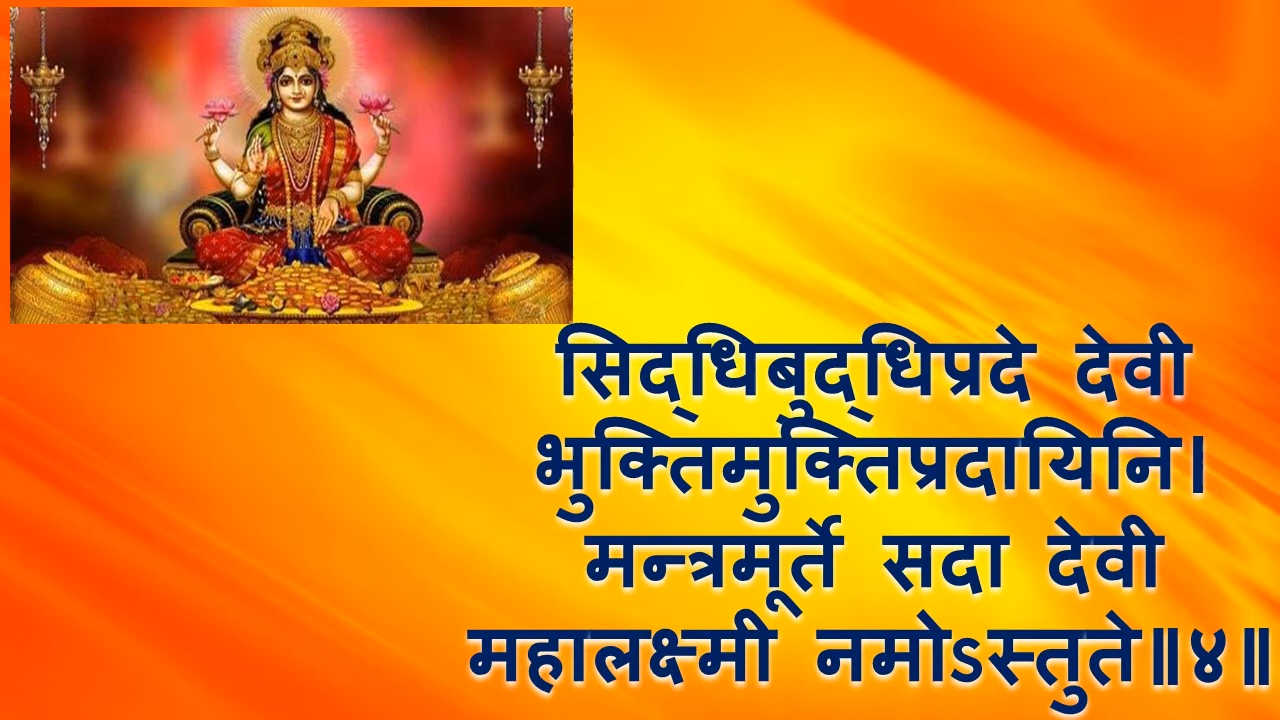 सिद्‌धिबुद्‌धिप्रदे देवी
भुक्तिमुक्तिप्रदायिनि।
मन्त्रमूर्ते सदा देवी
महालक्ष्मी नमोऽस्तुते॥४॥